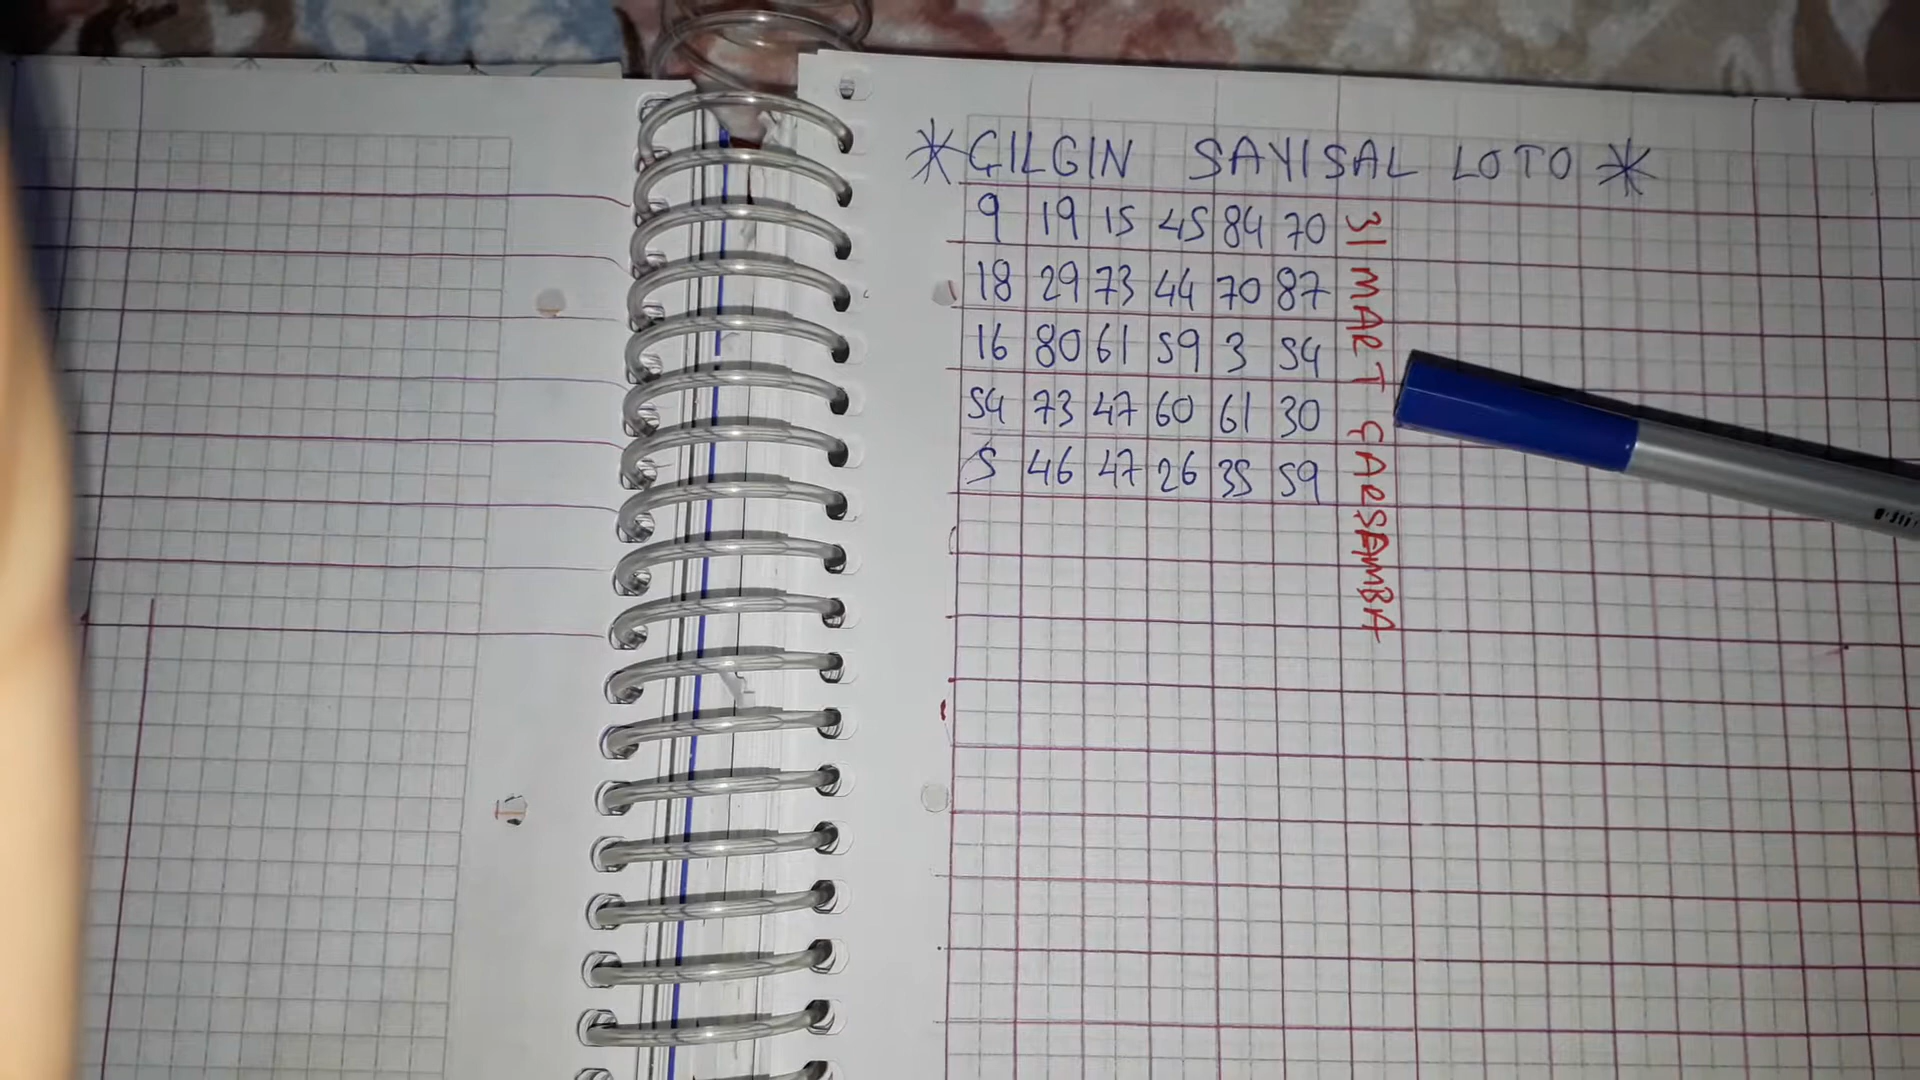 *ÇILGIN SAYISAL LOTO*
9 19 15 45 84 70
18 29 73 44 70 87
16 80 61 59 3 54
54 73 47 60 61 30
5 46 47 26 35 59
31 MART ÇARSAMBA